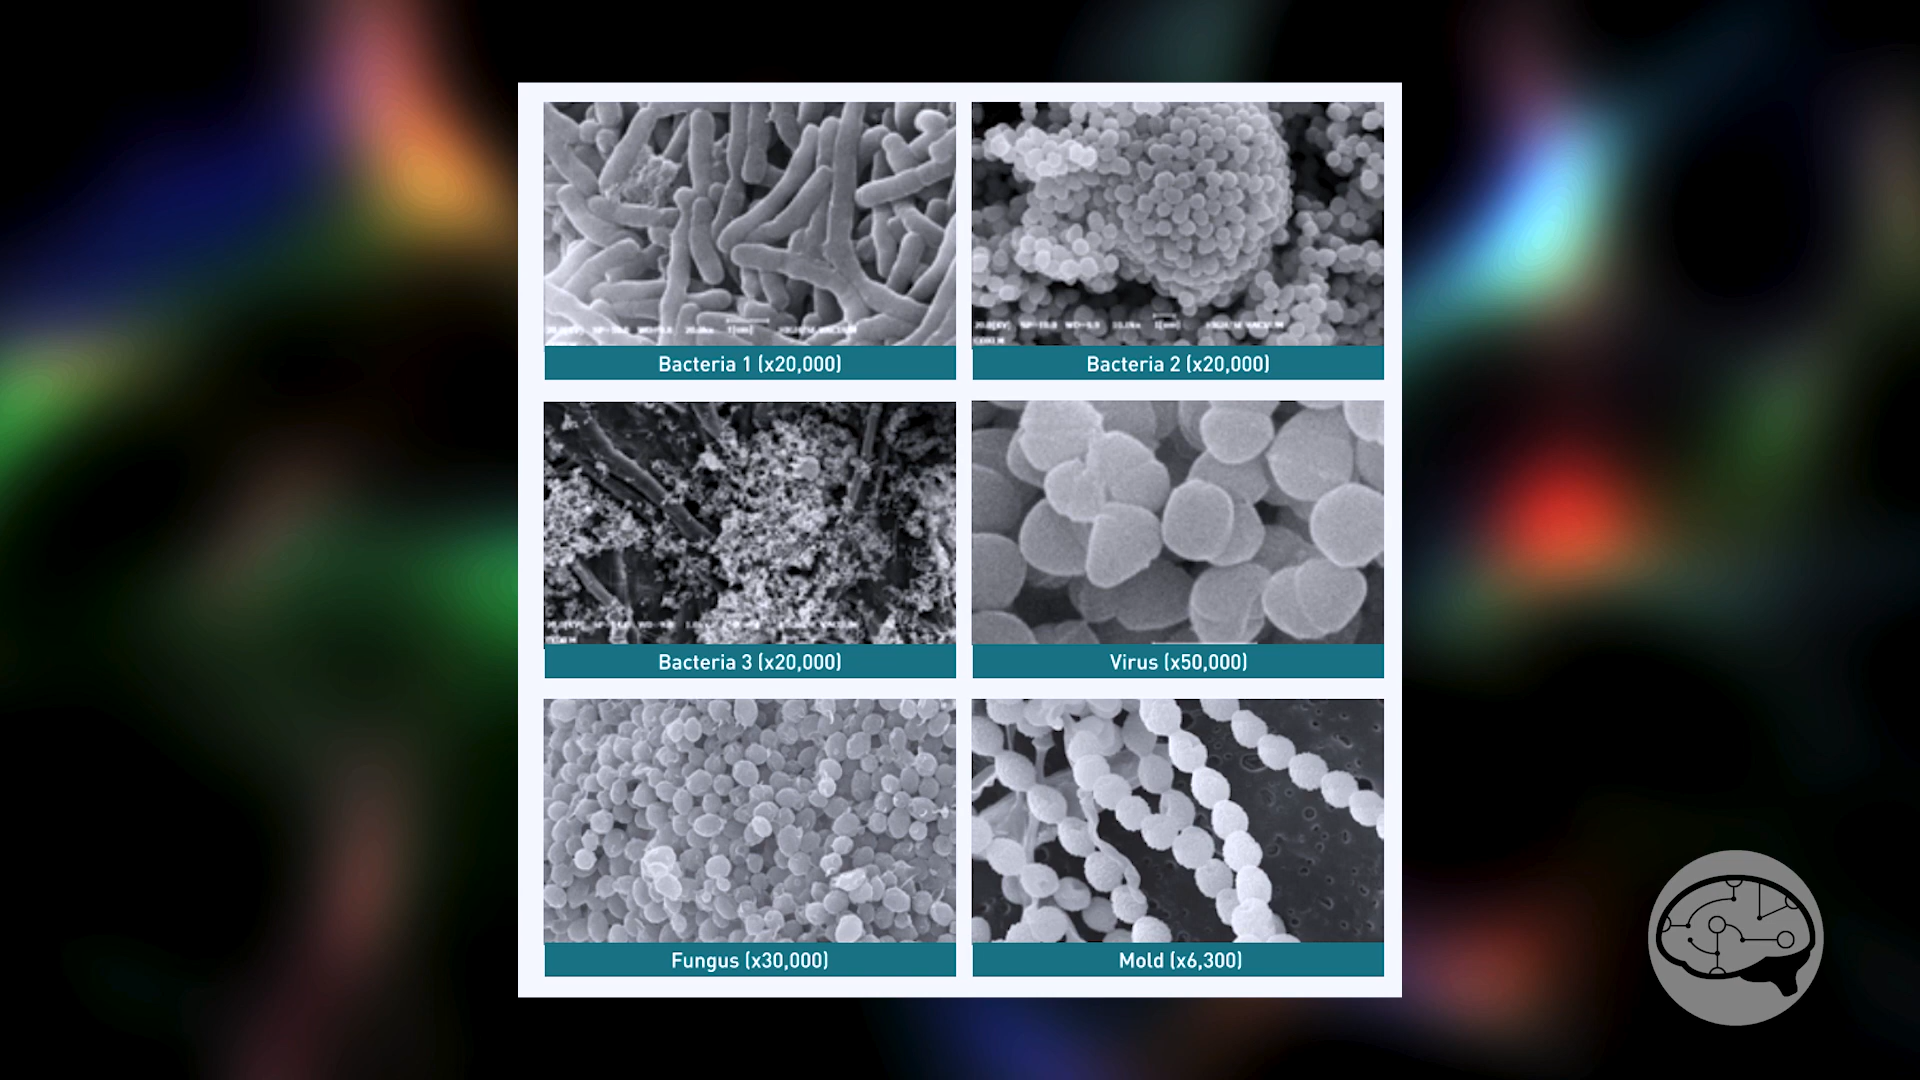 Bacteria 1 (x20,000)
Bacteria 2 (x20,000)
Bacteria 3 (x20,000)
Virus (x50,000)
Fungus (x30,000)
Mold (x6,300)